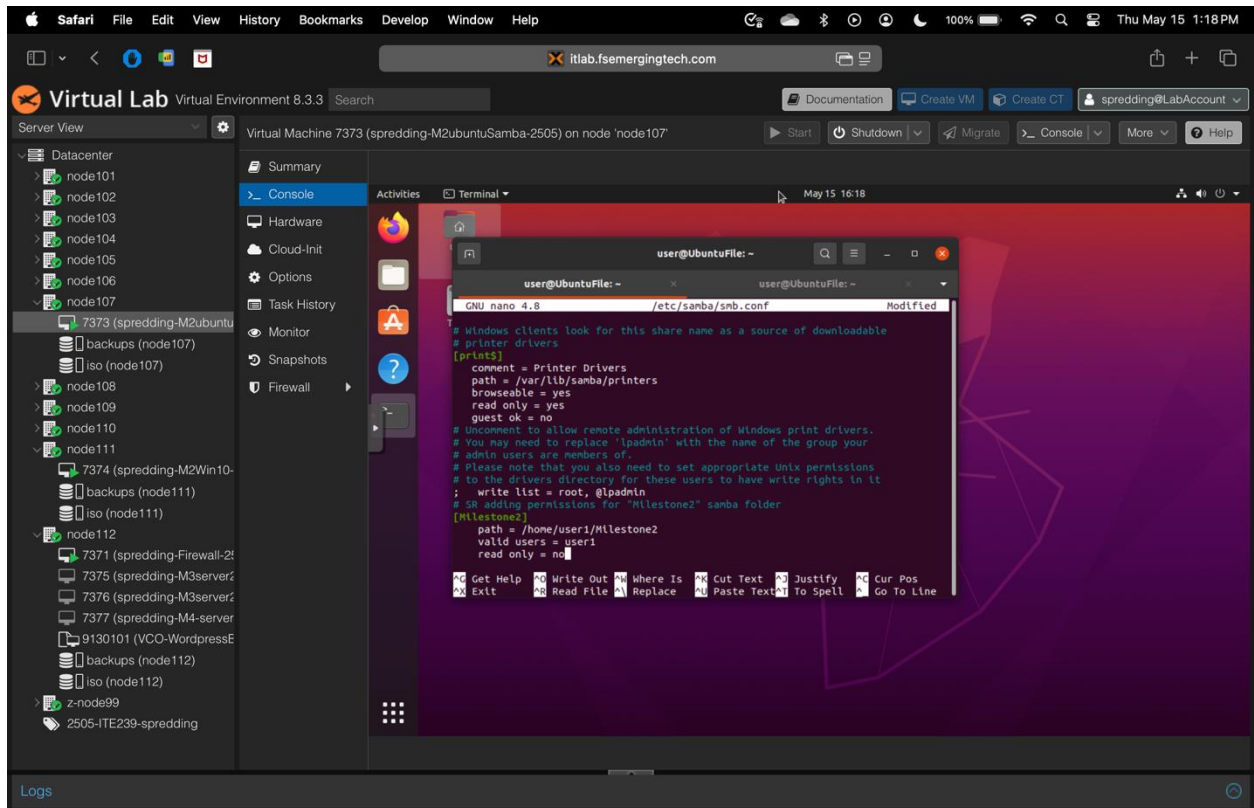 Safari File Edit View History Bookmarks Develop Window Help 100% Thu May 15 1:18 PM
itlab.fsemergingtech.com
Virtual Lab Virtual Environment 8.3.3 Search Documentation Create VM Create CT spredding@LabAccount
Server View
Virtual Machine 7373 (spredding-M2ubuntuSamba-2505) on node 'node107' Start Shutdown Migrate >_ Console More Help
Datacenter
node101
node102
node103
node104
node105
node106
node107
7373 (spredding-M2ubuntu
backups (node107)
iso (node107)
node108
node109
node110
node111
7374 (spredding-M2Win10-
backups (node111)
iso (node111)
node112
7371 (spredding-Firewall-25
7375 (spredding-M3server2
7376 (spredding-M3server2
7377 (spredding-M4-server
9130101 (VCO-WordpressE
backups (node112)
iso (node112)
z-node99
2505-ITE239-spredding
Summary
>_ Console
Hardware
Cloud-Init
Options
Task History
Monitor
Snapshots
Firewall
Activities Terminal May 15 16:18
user@UbuntuFile: ~
user@UbuntuFile: ~ × user@UbuntuFile: ~ ×
GNU nano 4.8 /etc/samba/smb.conf Modified
# Windows clients look for this share name as a source of downloadable
# printer drivers
[print$]
comment = Printer Drivers
path = /var/lib/samba/printers
browseable = yes
read only = yes
guest ok = no
# Uncomment to allow remote administration of Windows print drivers.
# You may need to replace 'lpadmin' with the name of the group your
# admin users are members of.
# Please note that you also need to set appropriate Unix permissions
# to the drivers directory for these users to have write rights in it
; write list = root, @lpadmin
# SR adding permissions for "Milestone2" samba folder
[Milestone2]
path = /home/user1/Milestone2
valid users = user1
read only = no
^G Get Help ^O Write Out ^W Where Is ^K Cut Text ^J Justify ^C Cur Pos
^X Exit ^R Read File ^\ Replace ^U Paste Text ^T To Spell ^_ Go To Line
Logs